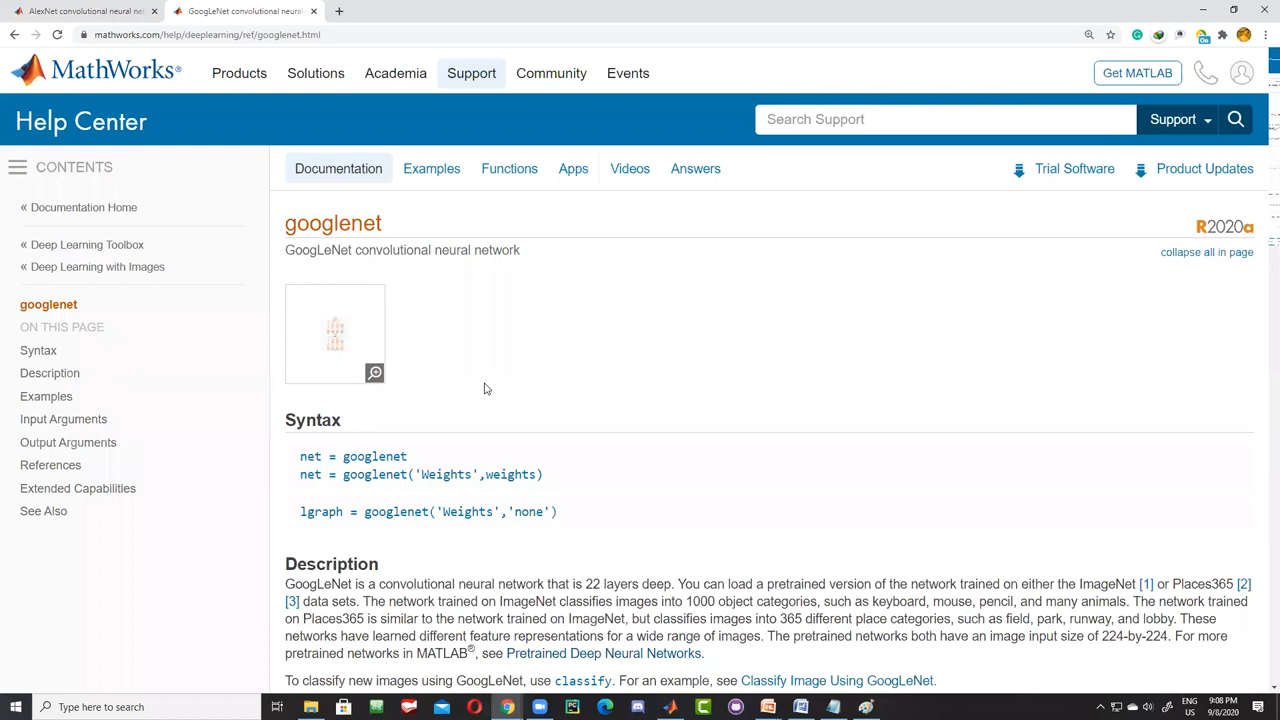 AlexNet convolutional neural net
GoogLeNet convolutional neural
mathworks.com/help/deeplearning/ref/googlenet.html
MathWorks®
Products
Solutions
Academia
Support
Community
Events
Get MATLAB
Help Center
Search Support
Support
CONTENTS
Documentation
Examples
Functions
Apps
Videos
Answers
Trial Software
Product Updates
« Documentation Home
« Deep Learning Toolbox
« Deep Learning with Images
googlenet
ON THIS PAGE
Syntax
Description
Examples
Input Arguments
Output Arguments
References
Extended Capabilities
See Also
googlenet
R2020a
GoogLeNet convolutional neural network
collapse all in page
Syntax
net = googlenet
net = googlenet('Weights',weights)
lgraph = googlenet('Weights','none')
Description
GoogLeNet is a convolutional neural network that is 22 layers deep. You can load a pretrained version of the network trained on either the ImageNet [1] or Places365 [2]
[3] data sets. The network trained on ImageNet classifies images into 1000 object categories, such as keyboard, mouse, pencil, and many animals. The network trained
on Places365 is similar to the network trained on ImageNet, but classifies images into 365 different place categories, such as field, park, runway, and lobby. These
networks have learned different feature representations for a wide range of images. The pretrained networks both have an image input size of 224-by-224. For more
pretrained networks in MATLAB®, see Pretrained Deep Neural Networks.
To classify new images using GoogLeNet, use classify. For an example, see Classify Image Using GoogLeNet.
Type here to search
ENG
US
9:08 PM
9/8/2020